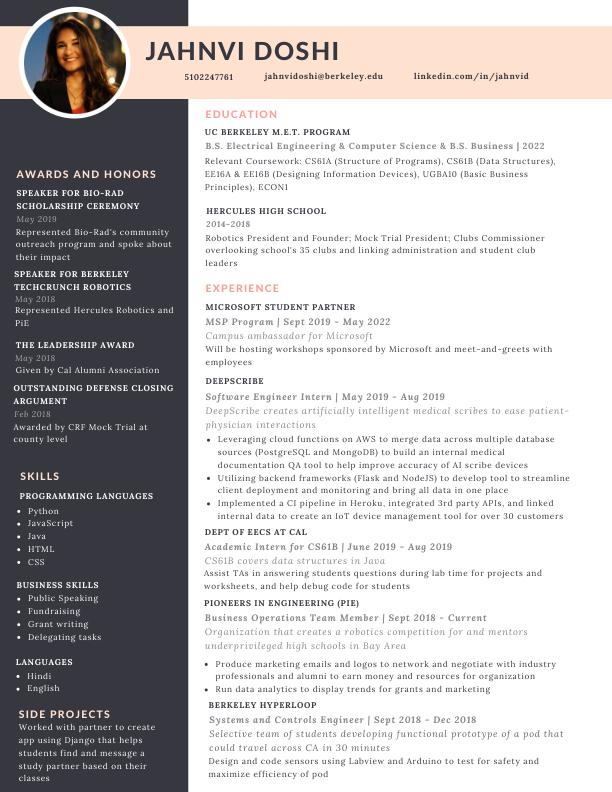 JAHNVI DOSHI
5102247761 jahnvidoshi@berkeley.edu linkedin.com/in/jahnvid
AWARDS AND HONORS
SPEAKER FOR BIO-RAD
SCHOLARSHIP CEREMONY
May 2019
Represented Bio-Rad's community
outreach program and spoke about
their impact
SPEAKER FOR BERKELEY
TECHCRUNCH ROBOTICS
May 2018
Represented Hercules Robotics and
PiE
THE LEADERSHIP AWARD
May 2018
Given by Cal Alumni Association
OUTSTANDING DEFENSE CLOSING
ARGUMENT
Feb 2018
Awarded by CRF Mock Trial at
county level
SKILLS
PROGRAMMING LANGUAGES
• Python
• JavaScript
• Java
• HTML
• CSS
BUSINESS SKILLS
• Public Speaking
• Fundraising
• Grant writing
• Delegating tasks
LANGUAGES
• Hindi
• English
SIDE PROJECTS
Worked with partner to create
app using Django that helps
students find and message a
study partner based on their
classes
EDUCATION
UC BERKELEY M.E.T. PROGRAM
B.S. Electrical Engineering & Computer Science & B.S. Business | 2022
Relevant Coursework: CS61A (Structure of Programs), CS61B (Data Structures),
EE16A & EE16B (Designing Information Devices), UGBA10 (Basic Business
Principles), ECON1
HERCULES HIGH SCHOOL
2014-2018
Robotics President and Founder; Mock Trial President; Clubs Commissioner
overlooking school's 35 clubs and linking administration and student club
leaders
EXPERIENCE
MICROSOFT STUDENT PARTNER
MSP Program | Sept 2019 - May 2022
Campus ambassador for Microsoft
Will be hosting workshops sponsored by Microsoft and meet-and-greets with
employees
DEEPSCRIBE
Software Engineer Intern | May 2019 - Aug 2019
DeepScribe creates artificially intelligent medical scribes to ease patient-
physician interactions
• Leveraging cloud functions on AWS to merge data across multiple database
sources (PostgreSQL and MongoDB) to build an internal medical
documentation QA tool to help improve accuracy of AI scribe devices
• Utilizing backend frameworks (Flask and NodeJS) to develop tool to streamline
client deployment and monitoring and bring all data in one place
• Implemented a CI pipeline in Heroku, integrated 3rd party APIs, and linked
internal data to create an IoT device management tool for over 30 customers
DEPT OF EECS AT CAL
Academic Intern for CS61B | June 2019 - Aug 2019
CS61B covers data structures in Java
Assist TAs in answering students questions during lab time for projects and
worksheets, and help debug code for students
PIONEERS IN ENGINEERING (PIE)
Business Operations Team Member | Sept 2018 - Current
Organization that creates a robotics competition for and mentors
underprivileged high schools in Bay Area
• Produce marketing emails and logos to network and negotiate with industry
professionals and alumni to earn money and resources for organization
• Run data analytics to display trends for grants and marketing
BERKELEY HYPERLOOP
Systems and Controls Engineer | Sept 2018 - Dec 2018
Selective team of students developing functional prototype of a pod that
could travel across CA in 30 minutes
Design and code sensors using Labview and Arduino to test for safety and
maximize efficiency of pod